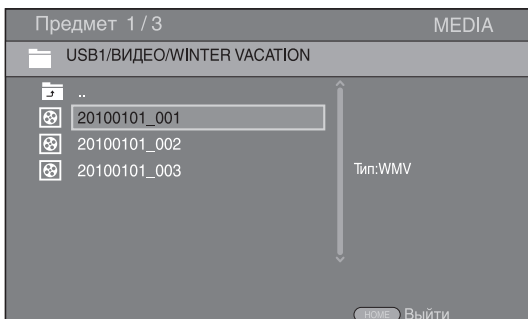 Предмет 1/3 MEDIA
USB1/ВИДЕО/WINTER VACATION
..
20100101_001
20100101_002
20100101_003
Тип:WMV
HOME Выйти